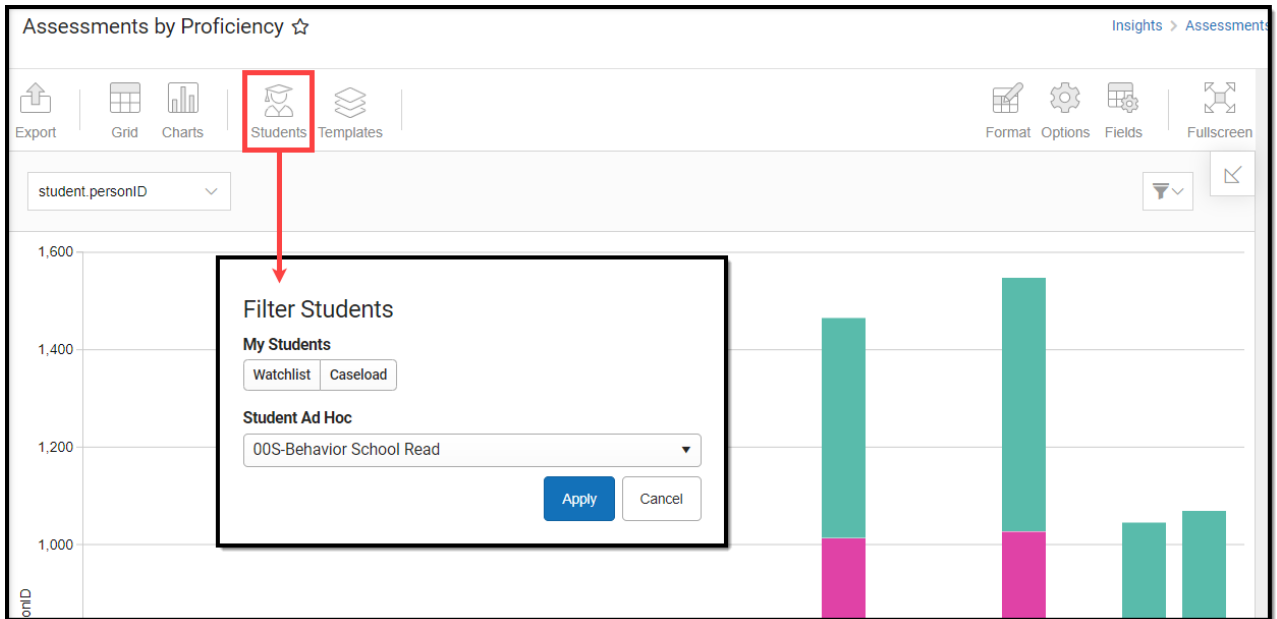 Assessments by Proficiency
Insights > Assessments
Export Grid Charts Students Templates Format Options Fields Fullscreen
student.personID
1,600
Filter Students
My Students
1,400
Watchlist Caseload
Student Ad Hoc
1,200
00S-Behavior School Read
Apply Cancel
1,000
onID